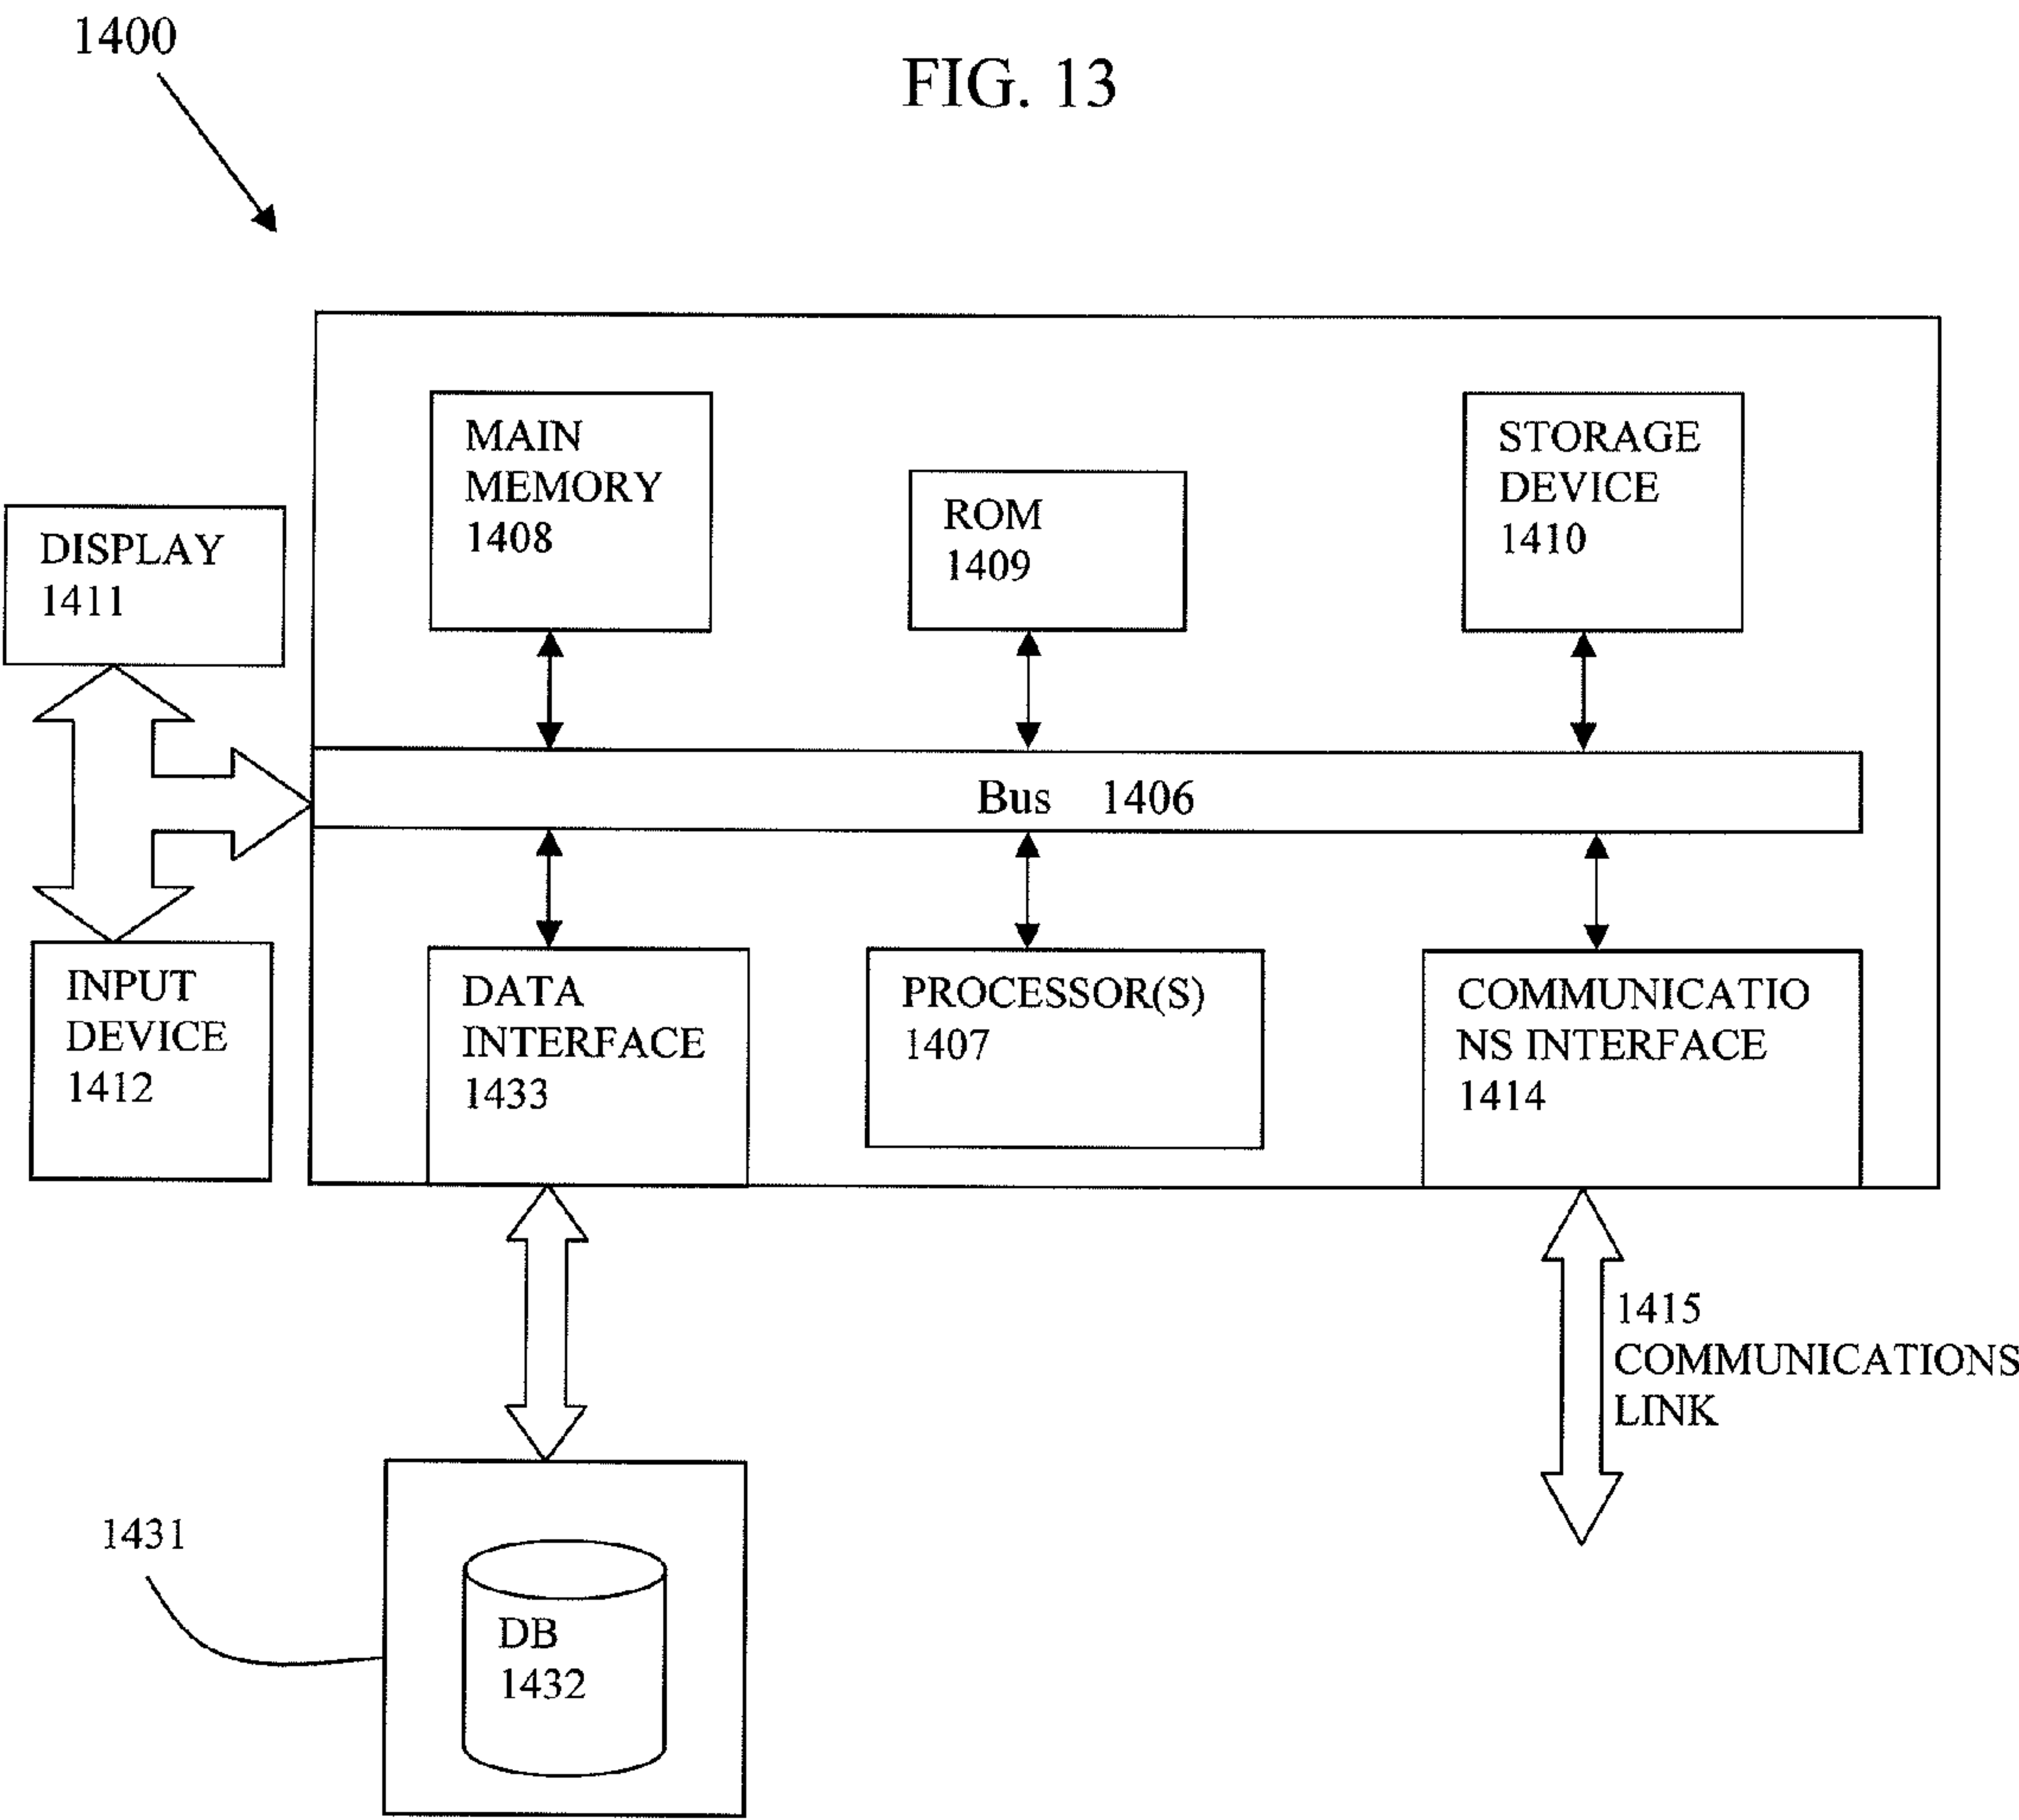 1400
FIG. 13
MAIN
MEMORY
1408
ROM
1409
STORAGE
DEVICE
1410
DISPLAY
1411
Bus 1406
INPUT
DEVICE
1412
DATA
INTERFACE
1433
PROCESSOR(S)
1407
COMMUNICATIO
NS INTERFACE
1414
1415
COMMUNICATIONS
LINK
1431
DB
1432